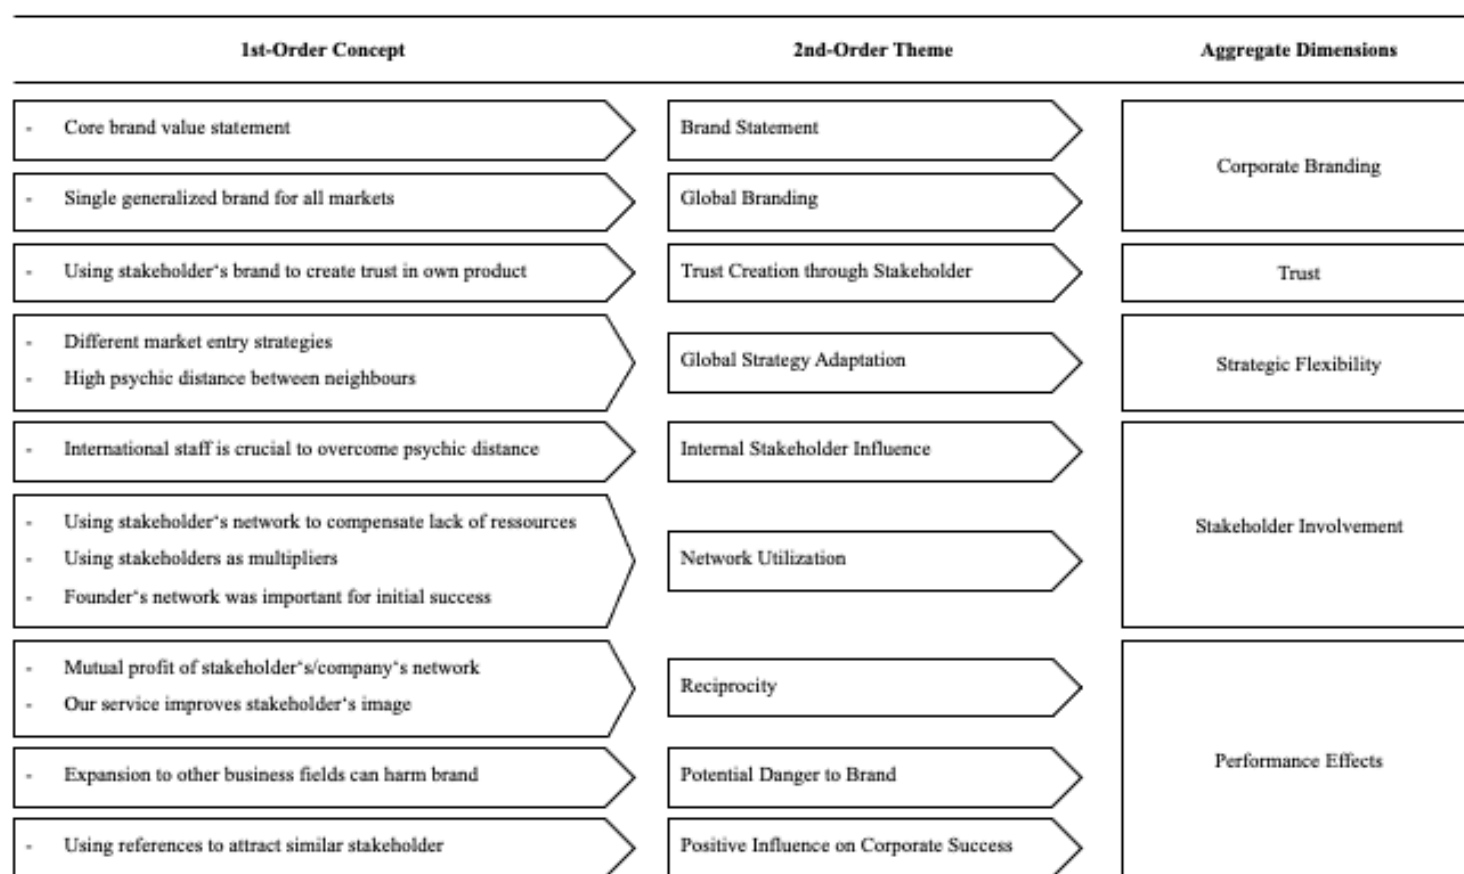 1st-Order Concept 2nd-Order Theme Aggregate Dimensions
- Core brand value statement
Brand Statement
- Single generalized brand for all markets
Global Branding
Corporate Branding
- Using stakeholder‘s brand to create trust in own product
Trust Creation through Stakeholder
Trust
- Different market entry strategies
- High psychic distance between neighbours
Global Strategy Adaptation
Strategic Flexibility
- International staff is crucial to overcome psychic distance
Internal Stakeholder Influence
- Using stakeholder‘s network to compensate lack of ressources
- Using stakeholders as multipliers
- Founder‘s network was important for initial success
Network Utilization
Stakeholder Involvement
- Mutual profit of stakeholder‘s/company‘s network
- Our service improves stakeholder‘s image
Reciprocity
- Expansion to other business fields can harm brand
Potential Danger to Brand
- Using references to attract similar stakeholder
Positive Influence on Corporate Success
Performance Effects